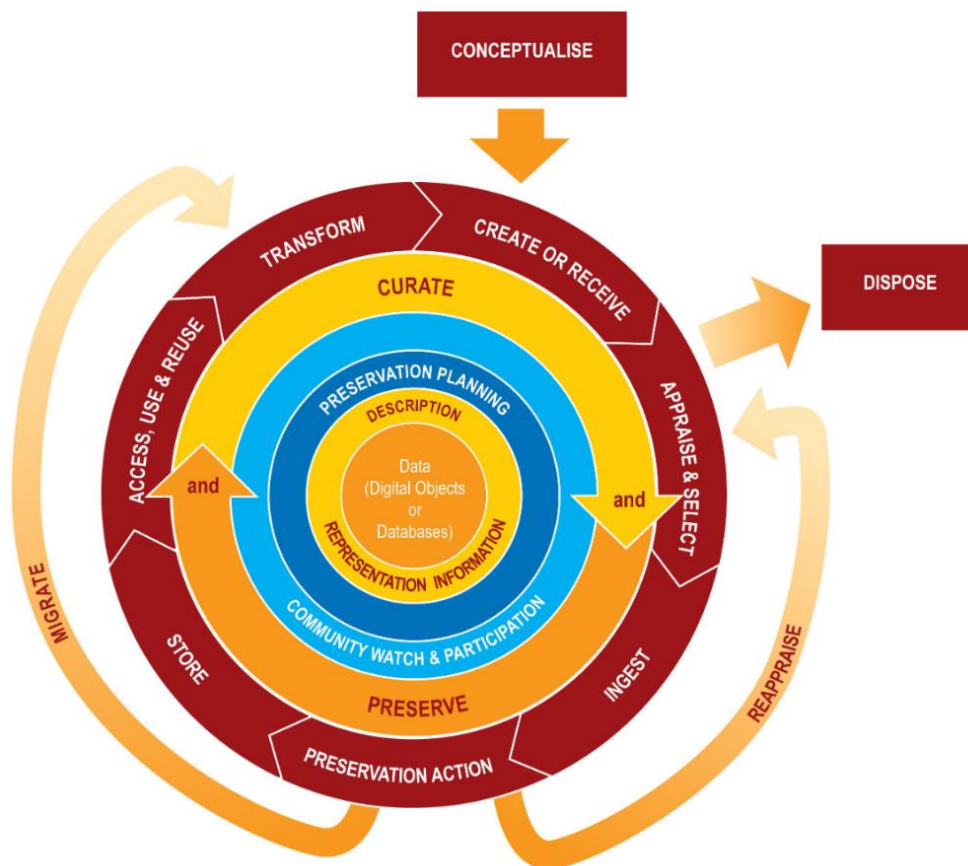 CONCEPTUALISE
CREATE OR RECEIVE
TRANSFORM
CURATE
DISPOSE
ACCESS, USE & REUSE
PRESERVATION PLANNING
DESCRIPTION
APPRAISE & SELECT
and
Data
(Digital Objects
or
Databases)
and
REPRESENTATION INFORMATION
COMMUNITY WATCH & PARTICIPATION
MIGRATE
STORE
PRESERVE
INGEST
REAPPRAISE
PRESERVATION ACTION